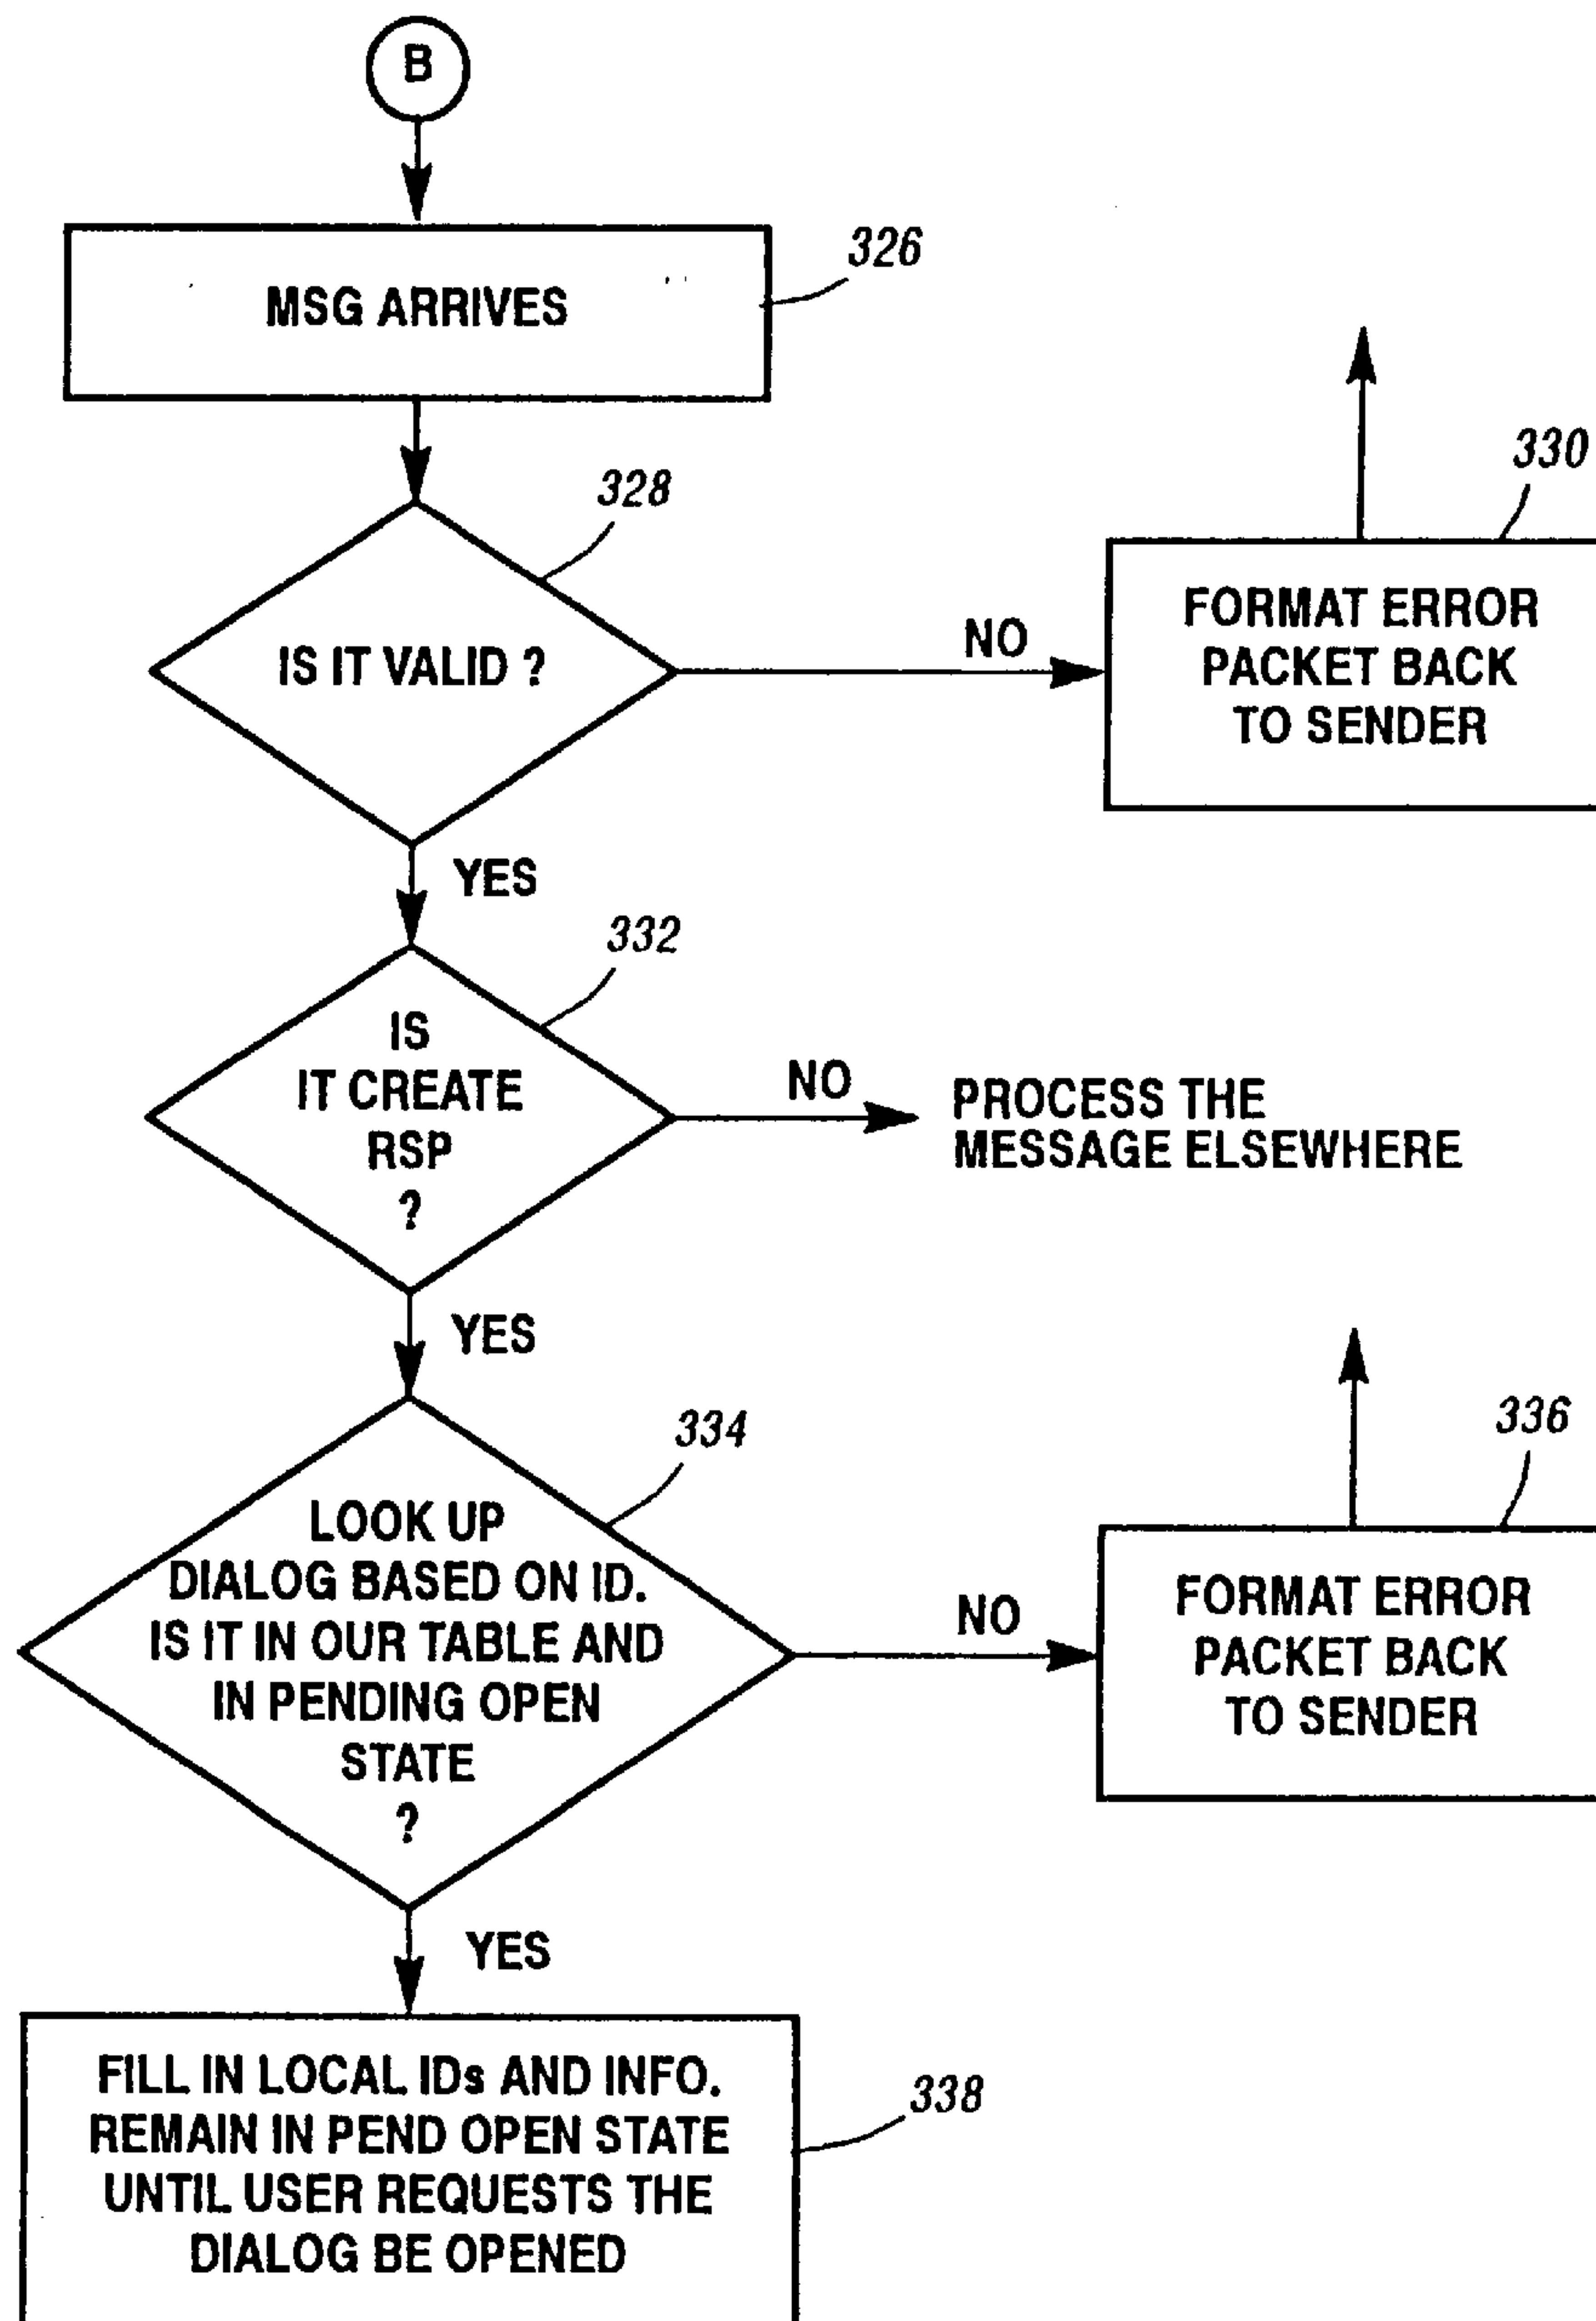 B
MSG ARRIVES
326
328
IS IT VALID ?
NO
330
FORMAT ERROR
PACKET BACK
TO SENDER
YES
332
IS
IT CREATE
RSP
?
NO
PROCESS THE
MESSAGE ELSEWHERE
YES
334
LOOK UP
DIALOG BASED ON ID.
IS IT IN OUR TABLE AND
IN PENDING OPEN
STATE
?
NO
336
FORMAT ERROR
PACKET BACK
TO SENDER
YES
FILL IN LOCAL IDs AND INFO.
REMAIN IN PEND OPEN STATE
UNTIL USER REQUESTS THE
DIALOG BE OPENED
338